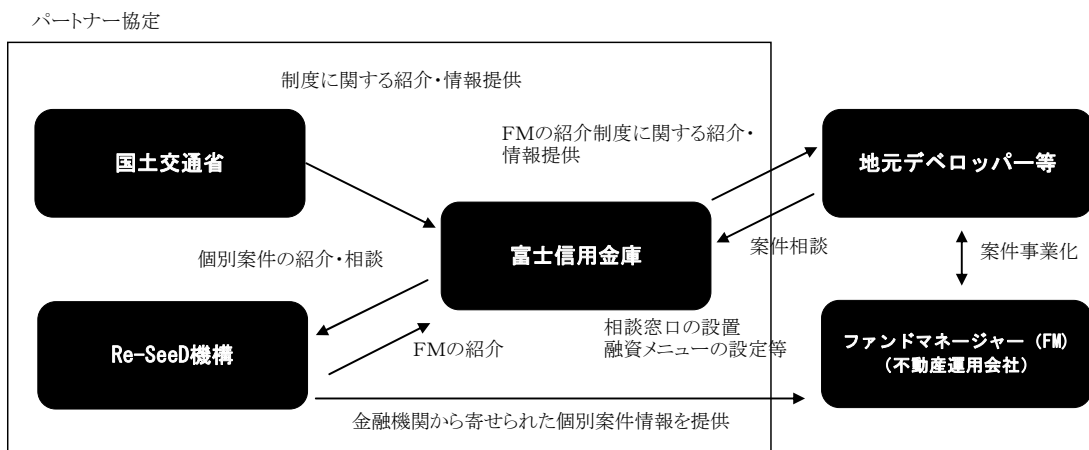 パートナー協定
制度に関する紹介・情報提供
FMの紹介制度に関する紹介・
情報提供
国土交通省
地元デベロッパー等
個別案件の紹介・相談
富士信用金庫
案件相談
案件事業化
Re-SeeD機構
FMの紹介
相談窓口の設置
融資メニューの設定等
ファンドマネージャー(FM)
(不動産運用会社)
金融機関から寄せられた個別案件情報を提供